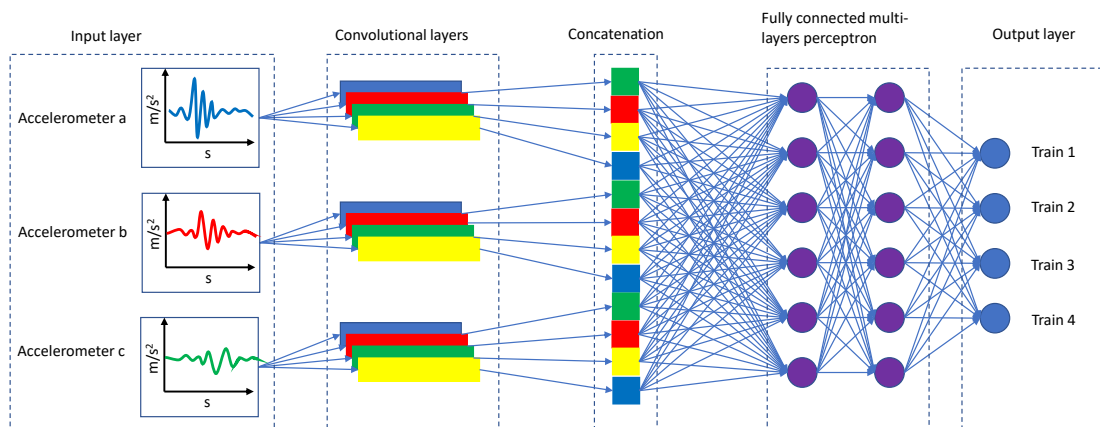 Input layer
Convolutional layers
Concatenation
Fully connected multi-
layers perceptron
Output layer
Accelerometer a
m/s²
s
Accelerometer b
m/s²
s
Accelerometer c
m/s²
s
Train 1
Train 2
Train 3
Train 4